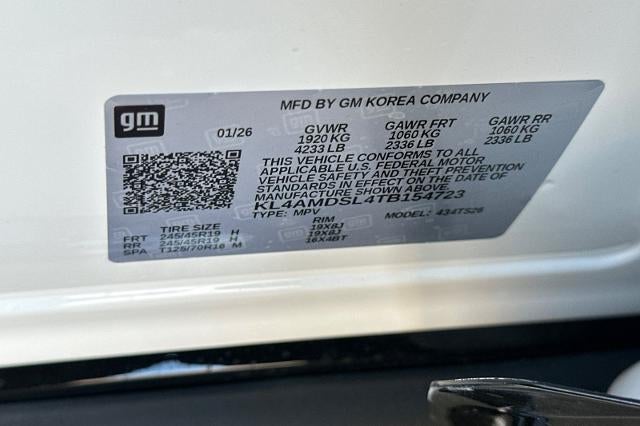 gm
MFD BY GM KOREA COMPANY
01/26 GVWR GAWR FRT GAWR RR
1920 KG 1060 KG 1060 KG
4233 LB 2336 LB 2336 LB
THIS VEHICLE CONFORMS TO ALL
APPLICABLE U.S. FEDERAL MOTOR
VEHICLE SAFETY AND THEFT PREVENTION
STANDARDS IN EFFECT ON THE DATE OF
MANUFACTURE SHOWN ABOVE.
KL4AMDSL4TB154723
TYPE: MPV MODEL: 434TS26
TIRE SIZE RIM
FRT 245/45R19 H 19X8J
RR 245/45R19 H 19X8J
SPA T125/70R16 M 16X4BT